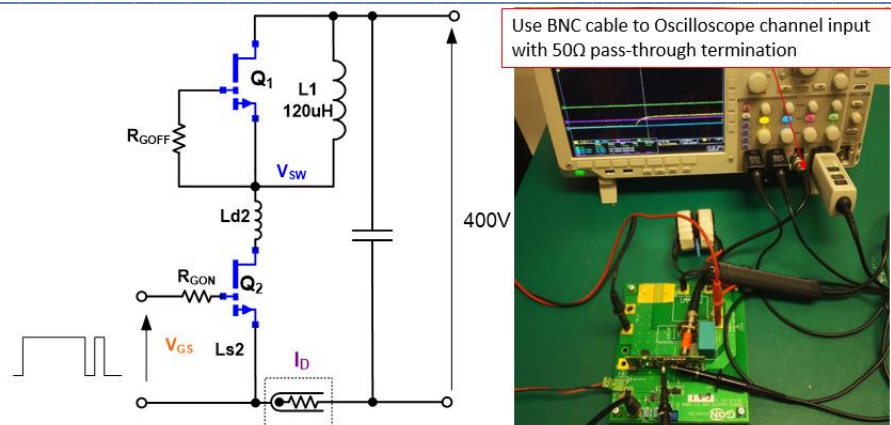 Use BNC cable to Oscilloscope channel input
with 50Ω pass-through termination
Q1
L1
120uH
RGOFF
VSW
Ld2
400V
RGON
Q2
VGS
Ls2
ID
GaN